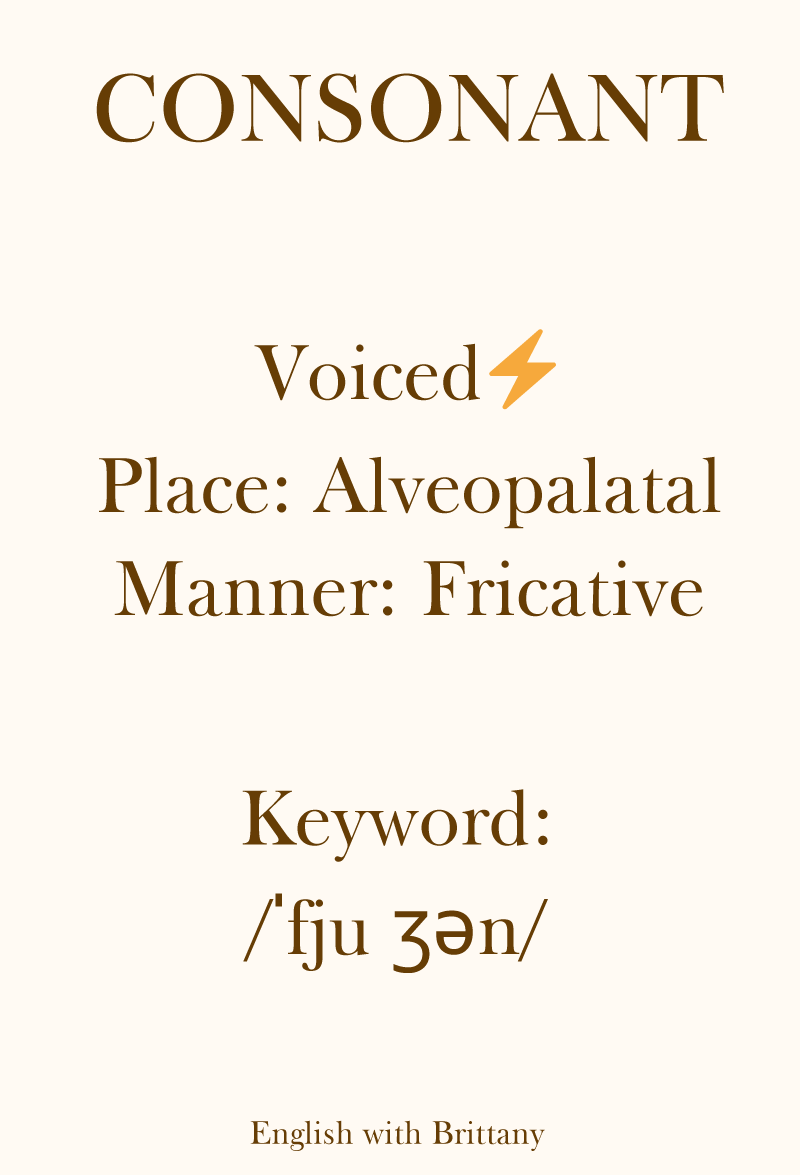 CONSONANT
Voiced⚡
Place: Alveopalatal
Manner: Fricative
Keyword:
/ˈfju ʒən/
English with Brittany